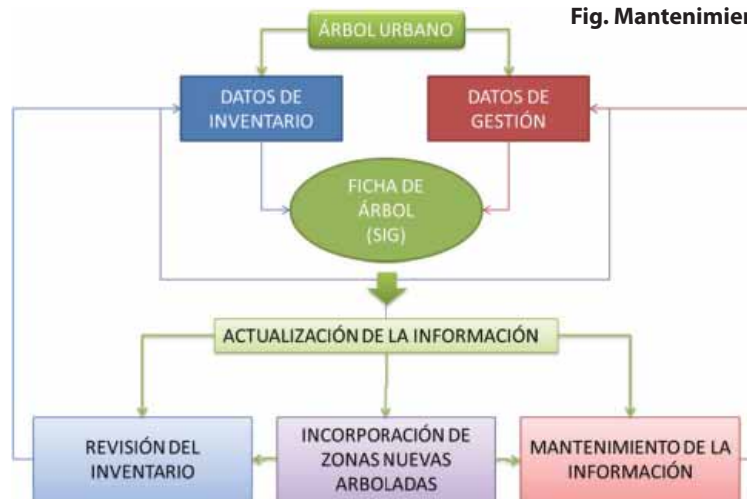 Fig. Mantenimien
ÁRBOL URBANO
DATOS DE
INVENTARIO
DATOS DE
GESTIÓN
FICHA DE
ÁRBOL
(SIG)
ACTUALIZACIÓN DE LA INFORMACIÓN
REVISIÓN DEL
INVENTARIO
INCORPORACIÓN DE
ZONAS NUEVAS
ARBOLADAS
MANTENIMIENTO DE LA
INFORMACIÓN